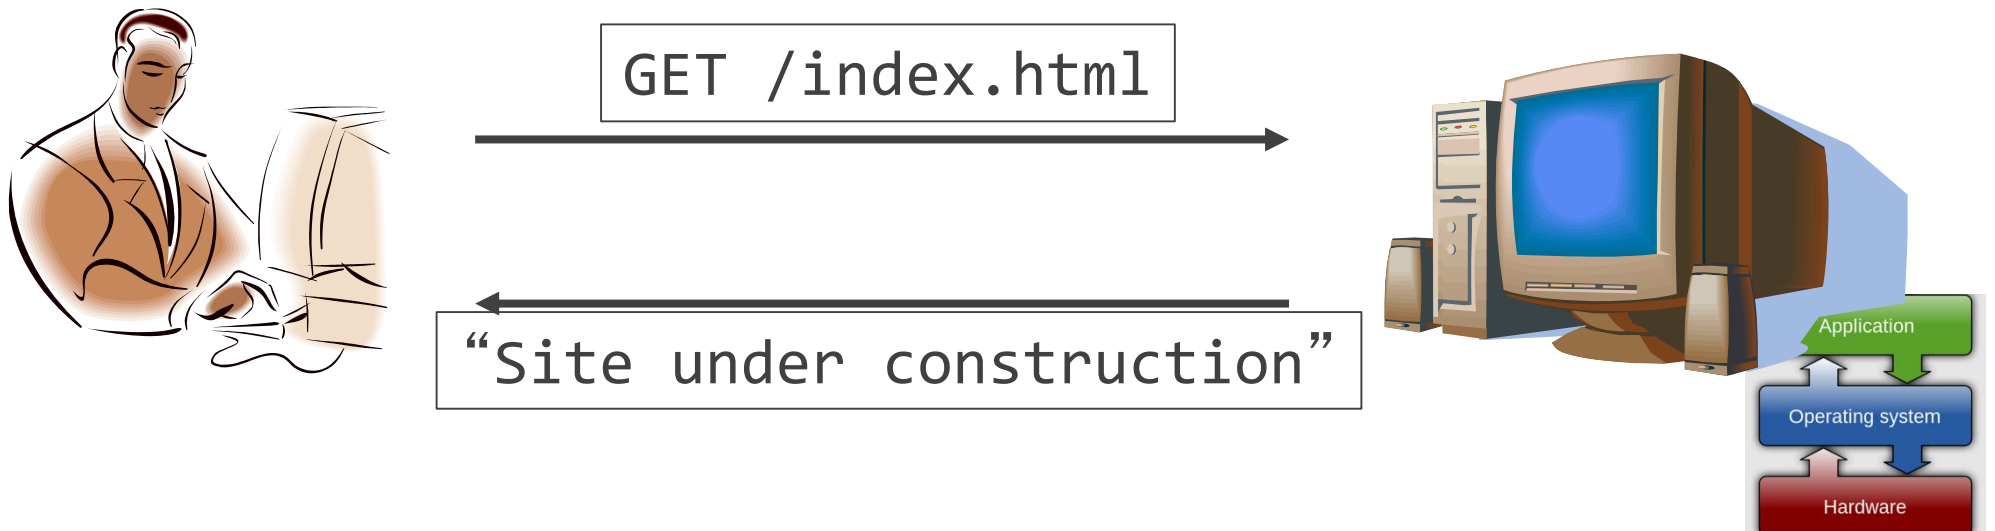 GET /index.html
“Site under construction”
Application
Operating system
Hardware